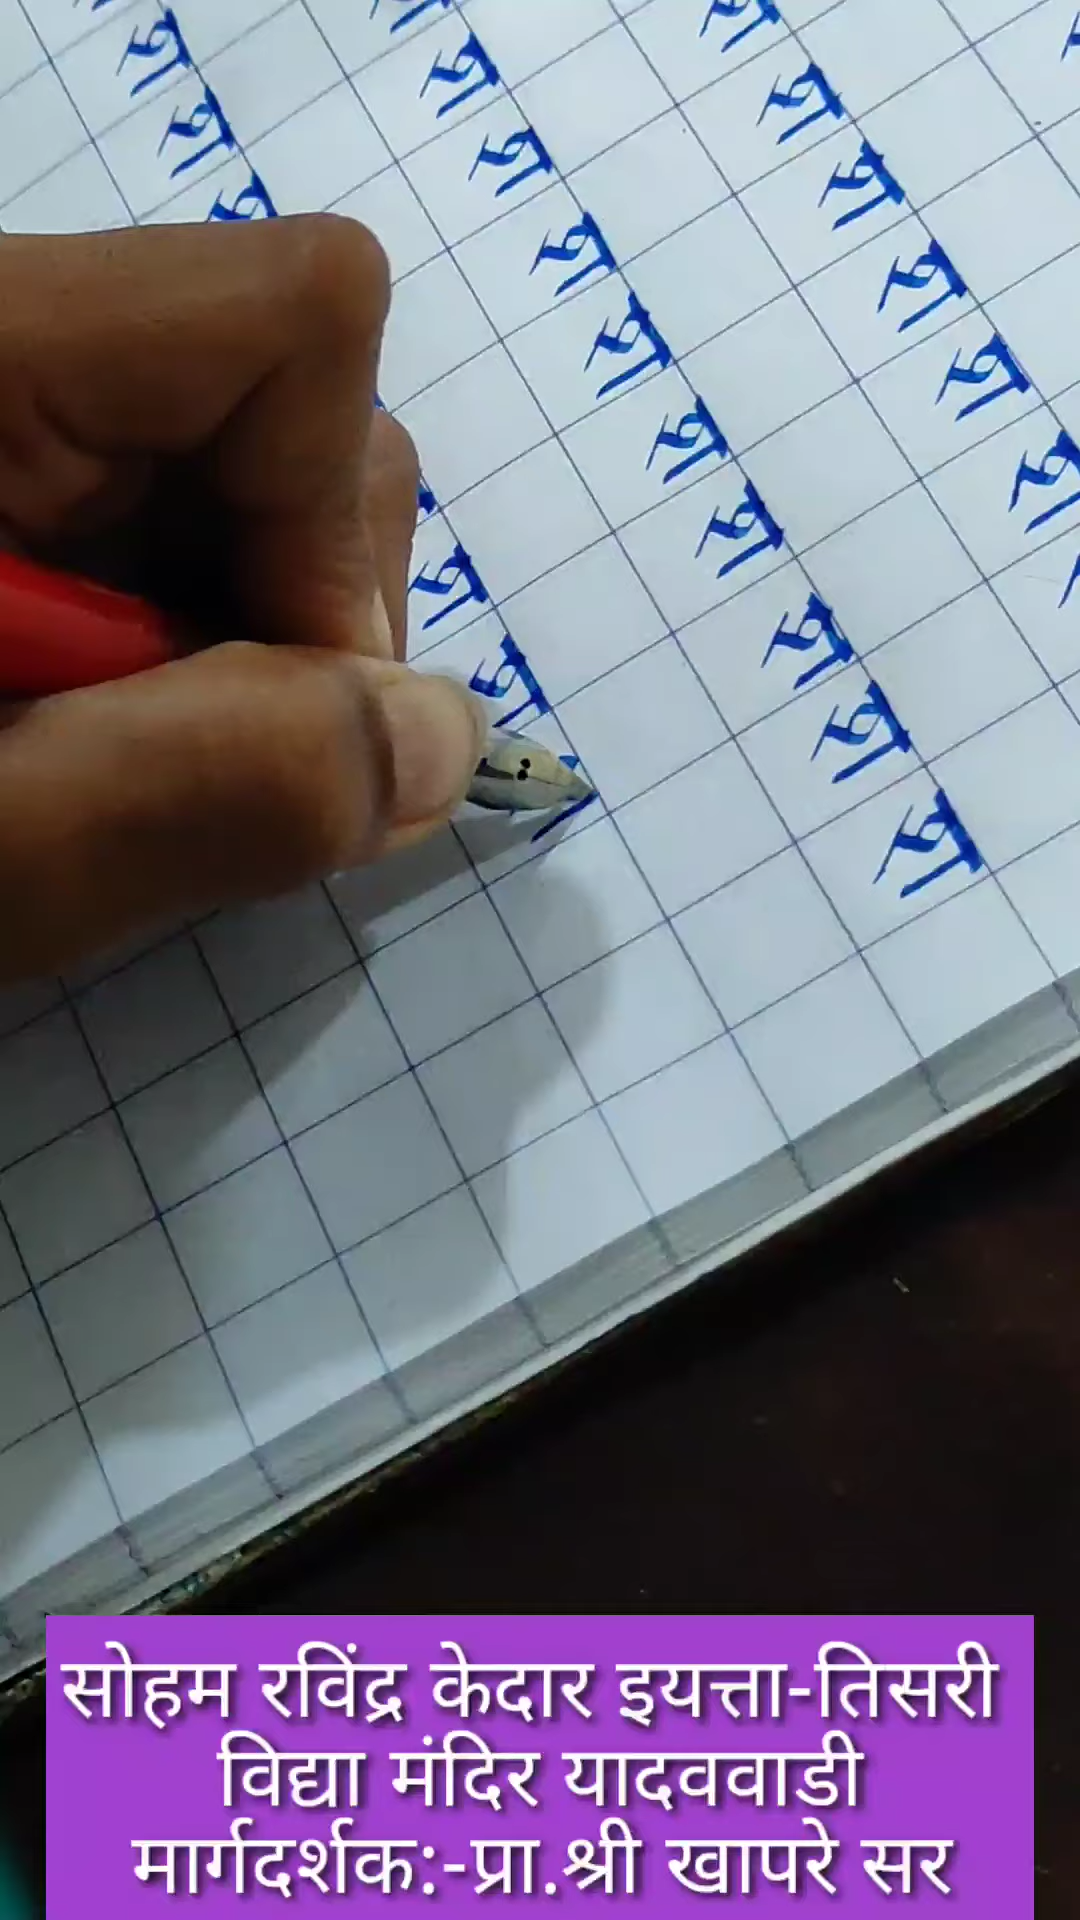 श श श
श श श
श श
श
श
श
श श
श
श
श
श
श
श
श
श
श
सोहम रविंद्र केदार इयत्ता-तिसरी
विद्या मंदिर यादववाडी
मार्गदर्शक:-प्रा.श्री खापरे सर